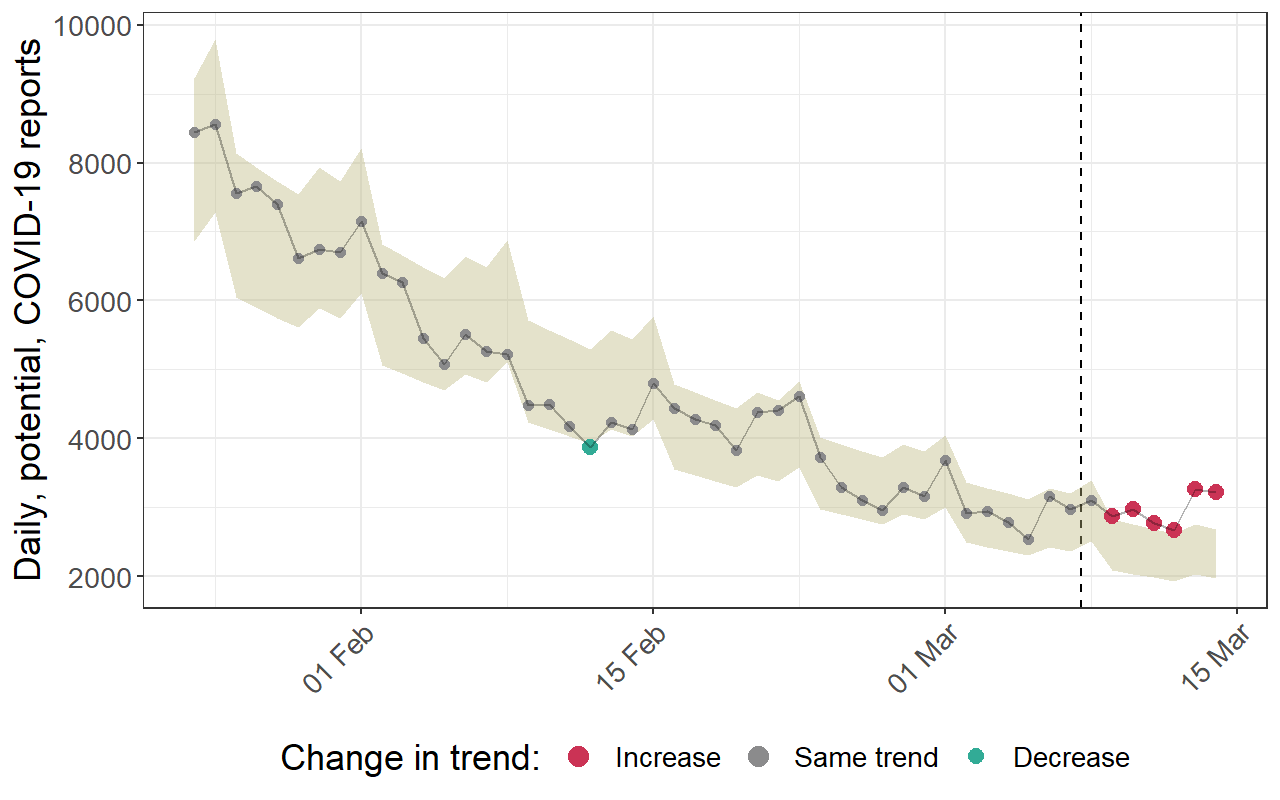 Daily, potential, COVID-19 reports
10000
8000
6000
4000
2000
01 Feb
15 Feb
01 Mar
15 Mar
Change in trend: Increase Same trend Decrease